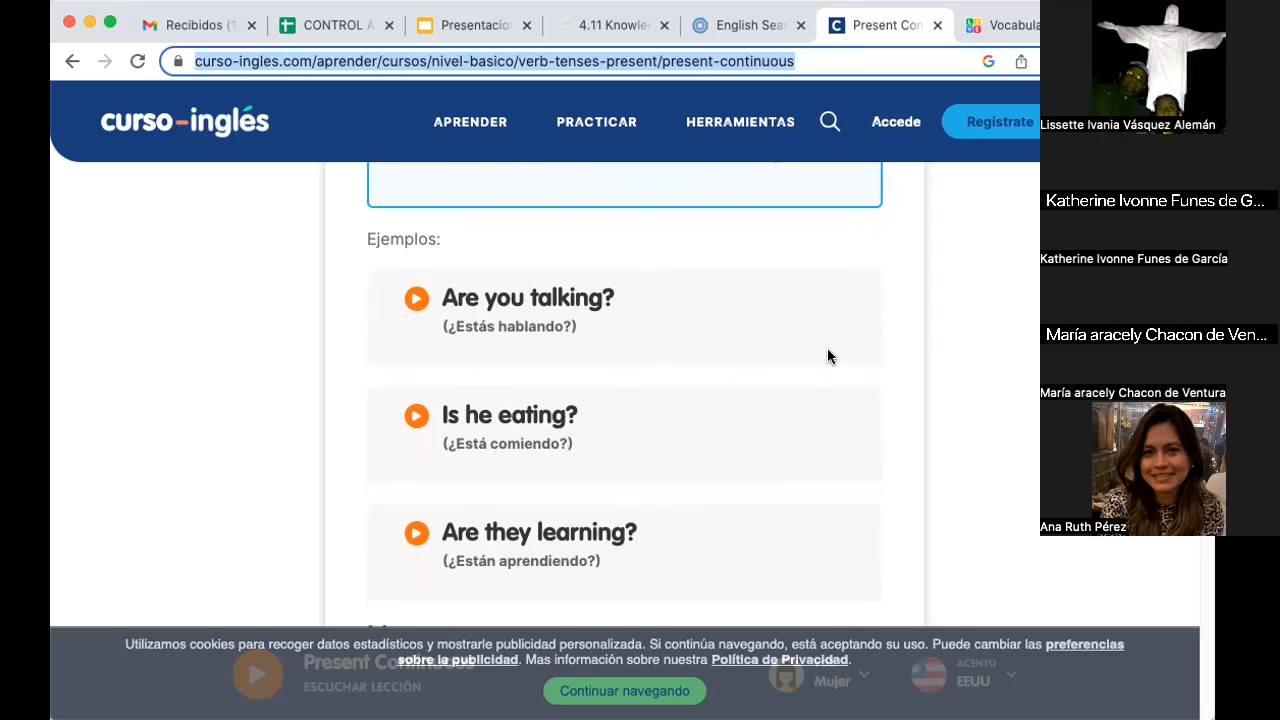 Recibidos (1
CONTROL A
Presentacion
4.11 Knowle
English Seas
Present Con
Vocabula
curso-ingles.com/aprender/cursos/nivel-basico/verb-tenses-present/present-continuous
curso-inglés
APRENDER
PRACTICAR
HERRAMIENTAS
Accede
Regístrate
Ejemplos:
Are you talking?
(¿Estás hablando?)
Is he eating?
(¿Está comiendo?)
Are they learning?
(¿Están aprendiendo?)
Utilizamos cookies para recoger datos estadísticos y mostrarle publicidad personalizada. Si continúa navegando, está aceptando su uso. Puede cambiar las preferencias
sobre la publicidad. Mas información sobre nuestra Política de Privacidad.
Continuar navegando
Present Continuous
ESCUCHAR LECCIÓN
Mujer
ACENTO
EEUU
Lissette Ivania Vásquez Alemán
Katherine Ivonne Funes de G...
Katherine Ivonne Funes de García
María aracely Chacon de Ven...
María aracely Chacon de Ventura
Ana Ruth Pérez